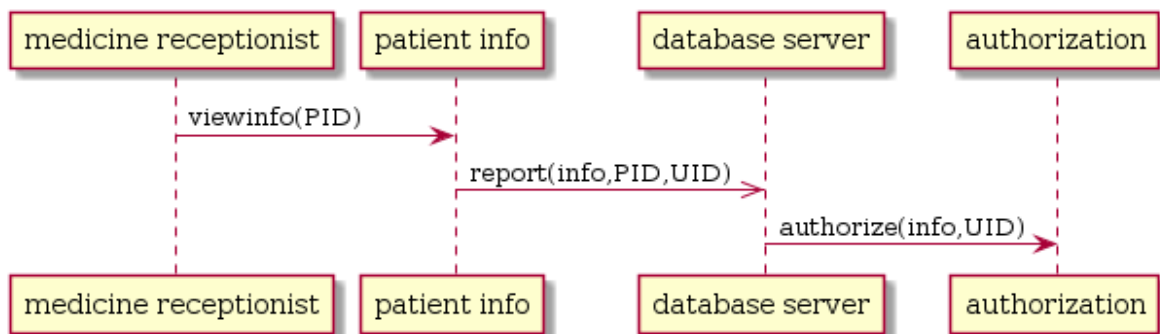 medicine receptionist
patient info
database server
authorization
viewinfo(PID)
report(info,PID,UID)
authorize(info,UID)
medicine receptionist
patient info
database server
authorization